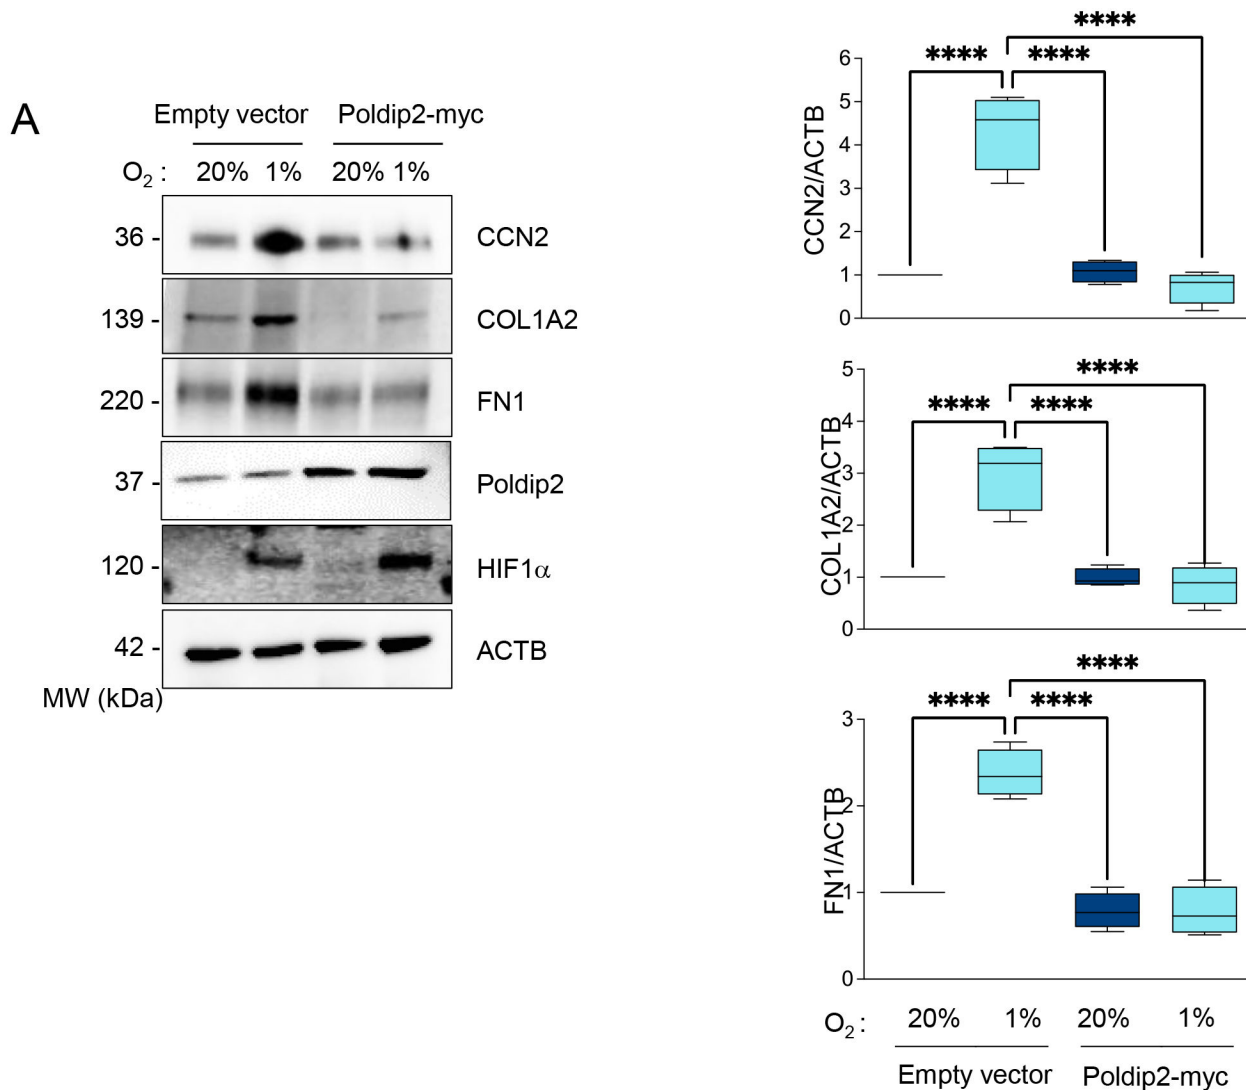 A
Empty vector Poldip2-myc
O₂ : 20% 1% 20% 1%
36 - CCN2
139 - COL1A2
220 - FN1
37 - Poldip2
120 - HIF1α
42 - ACTB
MW (kDa)
CCN2/ACTB
6
5
4
3
2
1
0
**** **** ****
COL1A2/ACTB
5
4
3
2
1
0
**** **** ****
FN1/ACTB
3
2
1
0
**** **** ****
O₂ : 20% 1% 20% 1%
Empty vector Poldip2-myc